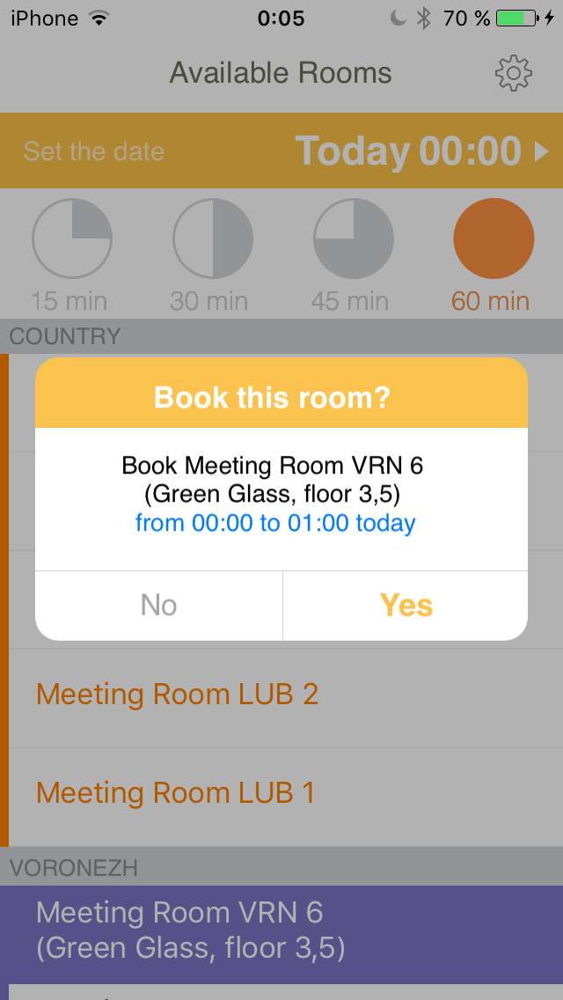 iPhone 0:05 70 %
Available Rooms
Set the date Today 00:00
15 min 30 min 45 min 60 min
COUNTRY
Book this room?
Book Meeting Room VRN 6
(Green Glass, floor 3,5)
from 00:00 to 01:00 today
No Yes
Meeting Room LUB 2
Meeting Room LUB 1
VORONEZH
Meeting Room VRN 6
(Green Glass, floor 3,5)